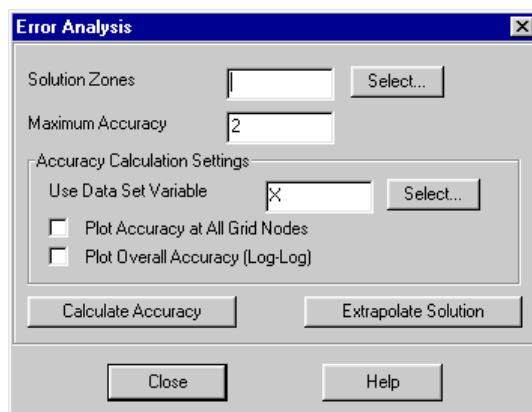 Error Analysis
Solution Zones Select...
Maximum Accuracy 2
Accuracy Calculation Settings
Use Data Set Variable X Select...
Plot Accuracy at All Grid Nodes
Plot Overall Accuracy (Log-Log)
Calculate Accuracy Extrapolate Solution
Close Help